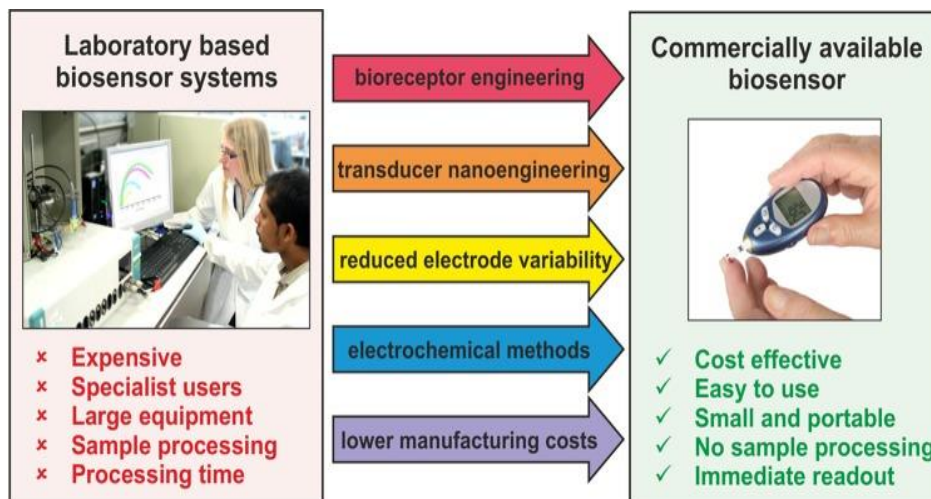 Laboratory based
biosensor systems
✗ Expensive
✗ Specialist users
✗ Large equipment
✗ Sample processing
✗ Processing time
bioreceptor engineering
transducer nanoengineering
reduced electrode variability
electrochemical methods
lower manufacturing costs
Commercially available
biosensor
✓ Cost effective
✓ Easy to use
✓ Small and portable
✓ No sample processing
✓ Immediate readout